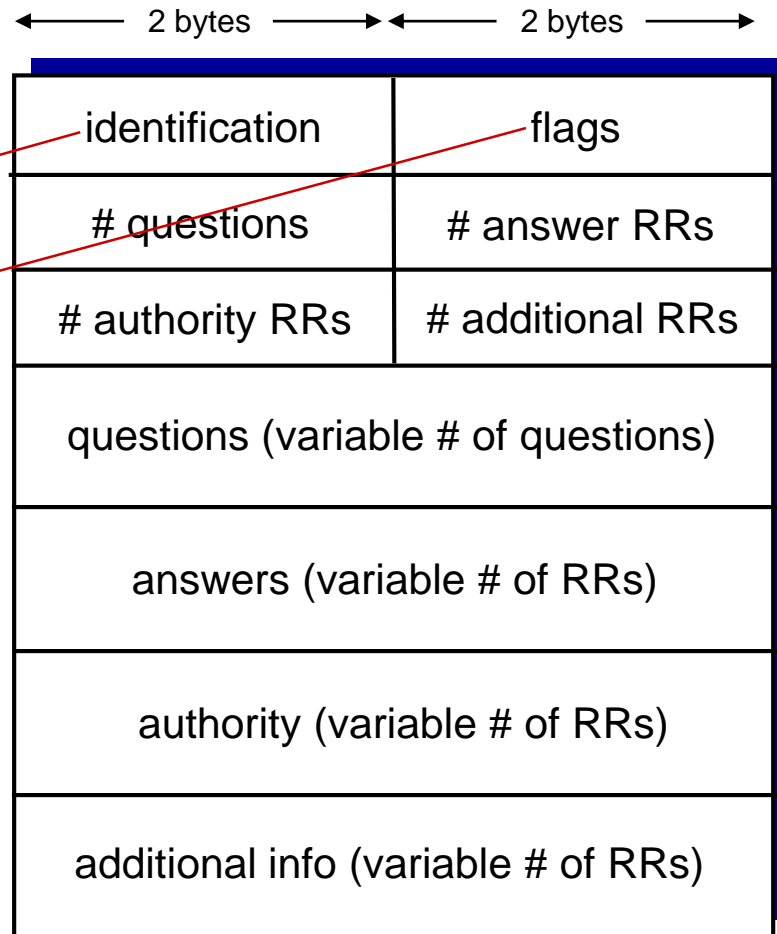 2 bytes 2 bytes
identification flags
# questions # answer RRs
# authority RRs # additional RRs
questions (variable # of questions)
answers (variable # of RRs)
authority (variable # of RRs)
additional info (variable # of RRs)